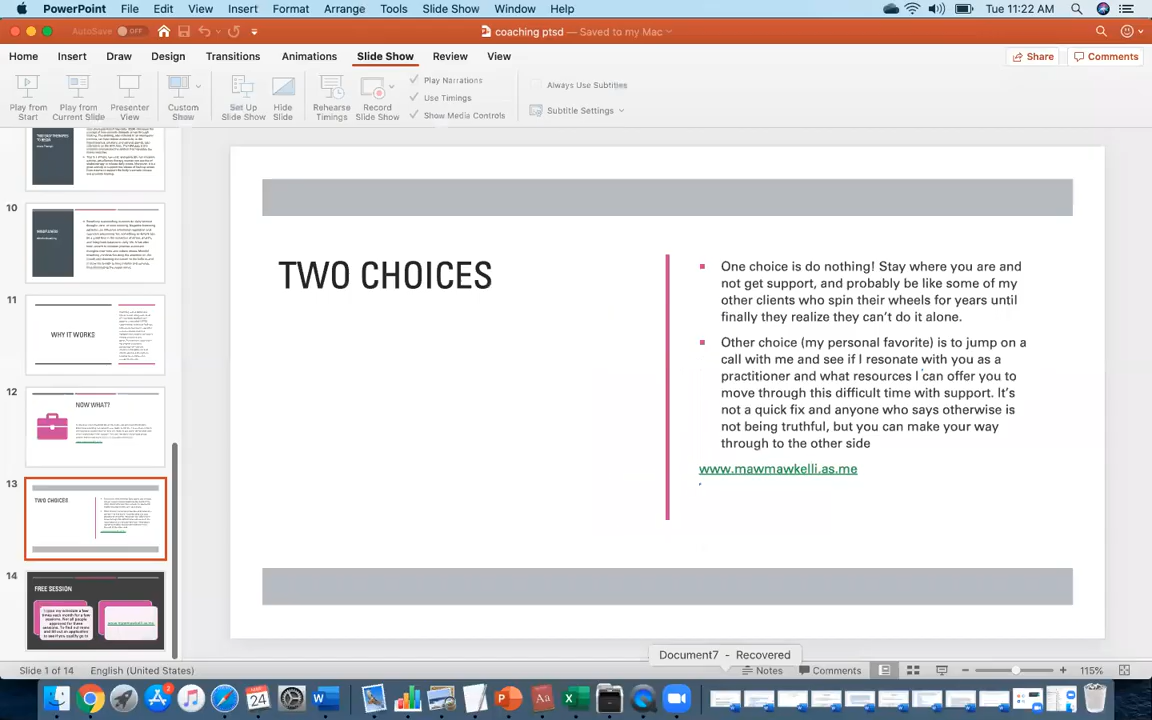 PowerPoint File Edit View Insert Format Arrange Tools Slide Show Window Help Tue 11:22 AM
AutoSave OFF coaching ptsd — Saved to my Mac
Home Insert Draw Design Transitions Animations Slide Show Review View Share Comments
Play from Start
Play from Current Slide
Presenter View
Custom Show
Set Up Slide Show
Hide Slide
Rehearse Timings
Record Slide Show
Play Narrations
Use Timings
Show Media Controls
Always Use Subtitles
Subtitle Settings
10
11
WHY IT WORKS
12
NOW WHAT?
13
TWO CHOICES
14
FREE SESSION
www.mawmawkelli.as.me
TWO CHOICES
One choice is do nothing! Stay where you are and
not get support, and probably be like some of my
other clients who spin their wheels for years until
finally they realize they can't do it alone.
Other choice (my personal favorite) is to jump on a
call with me and see if I resonate with you as a
practitioner and what resources I can offer you to
move through this difficult time with support. It's
not a quick fix and anyone who says otherwise is
not being truthful, but you can make your way
through to the other side
www.mawmawkelli.as.me
Document7 - Recovered
Slide 1 of 14 English (United States) Notes Comments 115%